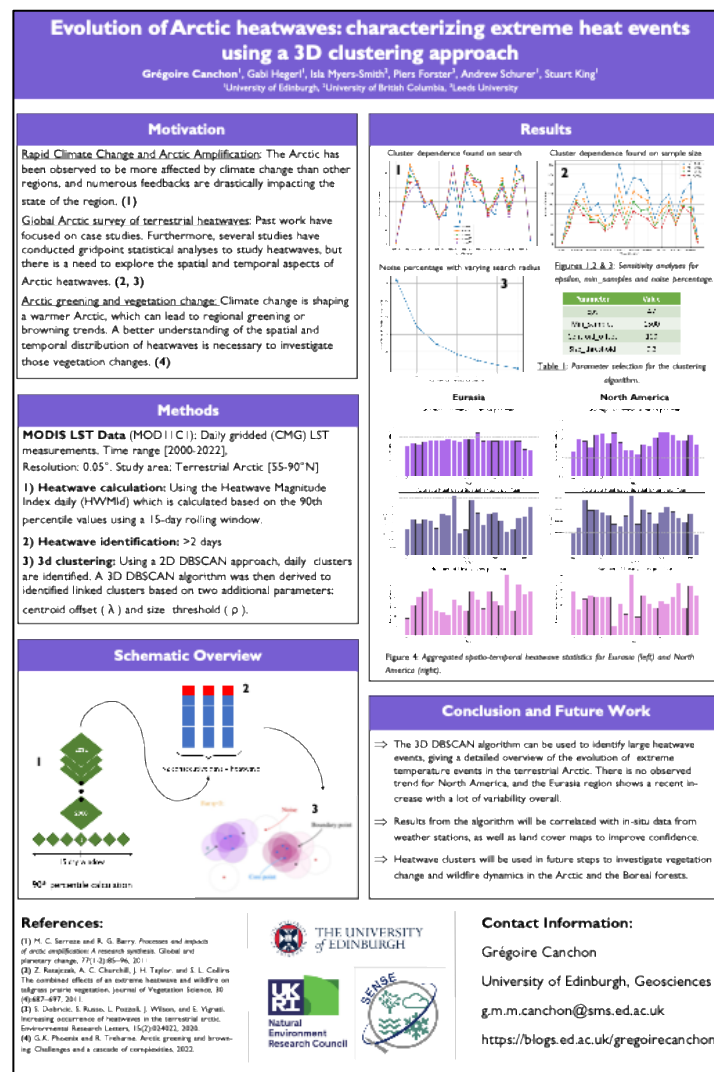 Evolution of Arctic heatwaves: characterizing extreme heat events
using a 3D clustering approach
Grégoire Canchon¹, Gabi Hegerl¹, Isla Myers-Smith², Piers Forster³, Andrew Schurer¹, Stuart King¹
¹University of Edinburgh, ²University of British Columbia, ³Leeds University
Motivation
Rapid Climate Change and Arctic Amplification: The Arctic has
been observed to be more affected by climate change than other
regions, and numerous feedbacks are drastically impacting the
state of the region. (1)
Global Arctic survey of terrestrial heatwaves: Past work have
focused on case studies. Furthermore, several studies have
conducted gridpoint statistical analyses to study heatwaves, but
there is a need to explore the spatial and temporal aspects of
Arctic heatwaves. (2, 3)
Arctic greening and vegetation change: Climate change is shaping
a warmer Arctic, which can lead to regional greening or
browning trends. A better understanding of the spatial and
temporal distribution of heatwaves is necessary to investigate
those vegetation changes. (4)
Methods
MODIS LST Data (MOD11C1): Daily gridded (CMG) LST
measurements. Time range [2000-2022],
Resolution: 0.05°. Study area: Terrestrial Arctic [55-90°N]
1) Heatwave calculation: Using the Heatwave Magnitude
Index daily (HWMId) which is calculated based on the 90th
percentile values using a 15-day rolling window.
2) Heatwave identification: >2 days
3) 3d clustering: Using a 2D DBSCAN approach, daily clusters
are identified. A 3D DBSCAN algorithm was then derived to
identified linked clusters based on two additional parameters:
centroid offset ( λ ) and size threshold ( ρ ).
Schematic Overview
1
2
3
15 day window
90th percentile calculation
Noise
Boundary point
Core point
Results
Cluster dependence found on search
1
Cluster dependence found on sample size
2
Noise percentage with varying search radius
3
Figures 1,2 & 3: Sensitivity analyses for
epsilon, min_samples and noise percentage.
Parameter Value
Table 1: Parameter selection for the clustering
algorithm.
Eurasia
North America
Figure 4: Aggregated spatio-temporal heatwave statistics for Eurasia (left) and North
America (right).
Conclusion and Future Work
⇒ The 3D DBSCAN algorithm can be used to identify large heatwave
events, giving a detailed overview of the evolution of extreme
temperature events in the terrestrial Arctic. There is no observed
trend for North America, and the Eurasia region shows a recent in-
crease with a lot of variability overall.
⇒ Results from the algorithm will be correlated with in-situ data from
weather stations, as well as land cover maps to improve confidence.
⇒ Heatwave clusters will be used in future steps to investigate vegetation
change and wildfire dynamics in the Arctic and the Boreal forests.
References:
(1) M. C. Serreze and R. G. Barry. Processes and impacts
of arctic amplification: A research synthesis. Global and
planetary change, 77(1-2):85–96, 2011.
(2) Z. Ratajczak, A. C. Churchill, J. H. Taylor, and S. L. Collins
The combined effects of an extreme heatwave and wildfire on
tallgrass prairie vegetation. Journal of Vegetation Science, 30
(4):687–697, 2011.
(3) S. Dobricic, S. Russo, L. Pozzoli, J. Wilson, and E. Vignati.
Increasing occurrence of heatwaves in the terrestrial arctic.
Environmental Research Letters, 15(2):024022, 2020.
(4) G.K. Phoenix and R. Treharne. Arctic greening and brown-
ing: Challenges and a cascade of complexities, 2022.
THE UNIVERSITY
of EDINBURGH
UK
RI
Natural
Environment
Research Council
SENSE
Contact Information:
Grégoire Canchon
University of Edinburgh, Geosciences
g.m.m.canchon@sms.ed.ac.uk
https://blogs.ed.ac.uk/gregoirecanchon